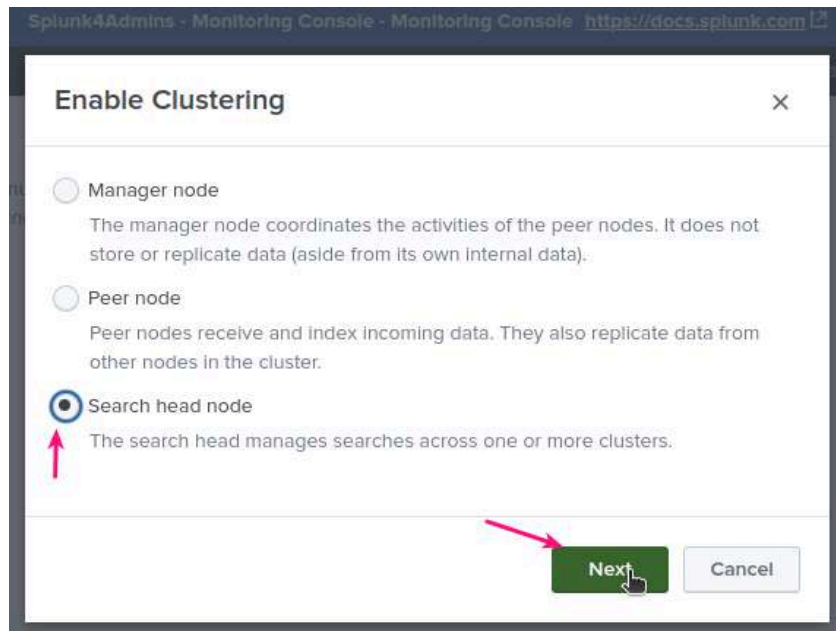 Splunk4Admins - Monitoring Console - Monitoring Console https://docs.splunk.com
Enable Clustering
Manager node
The manager node coordinates the activities of the peer nodes. It does not
store or replicate data (aside from its own internal data).
Peer node
Peer nodes receive and index incoming data. They also replicate data from
other nodes in the cluster.
Search head node
The search head manages searches across one or more clusters.
Next
Cancel